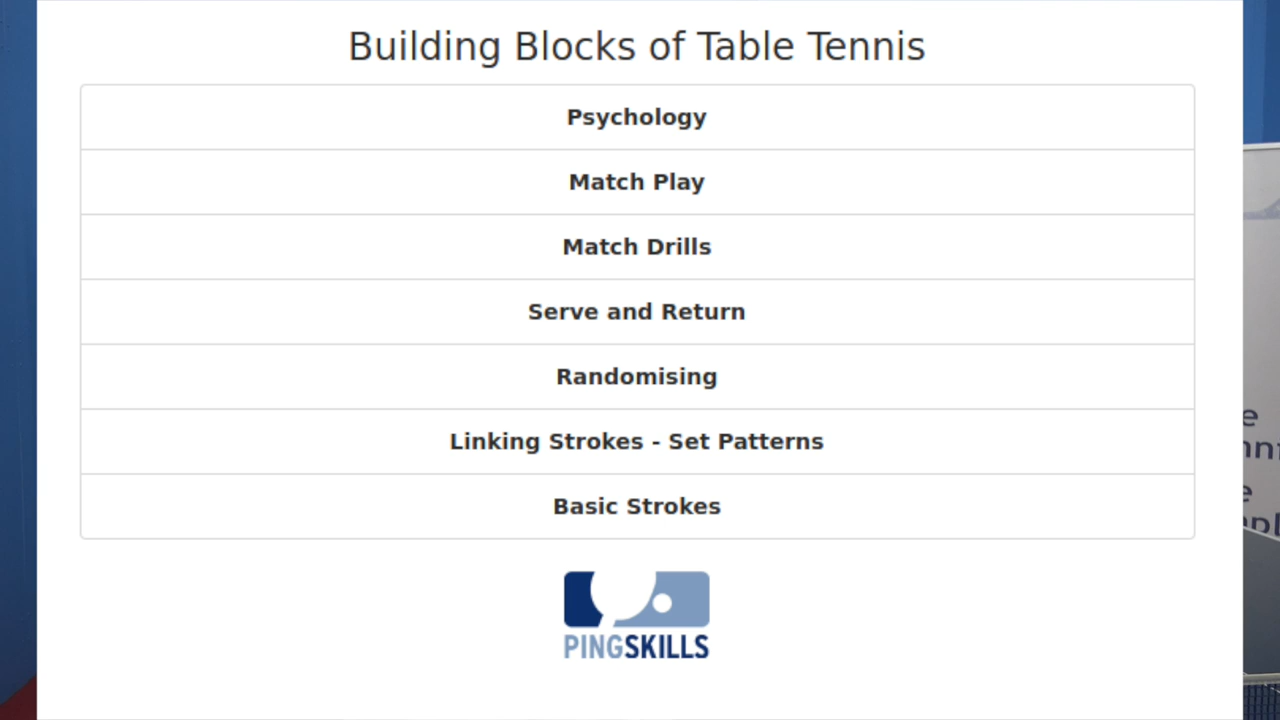 Building Blocks of Table Tennis
Psychology
Match Play
Match Drills
Serve and Return
Randomising
Linking Strokes - Set Patterns
Basic Strokes
PINGSKILLS